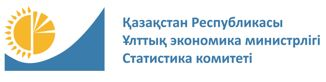 Қазақстан Республикасы
Ұлттық экономика министрлігі
Статистика комитеті